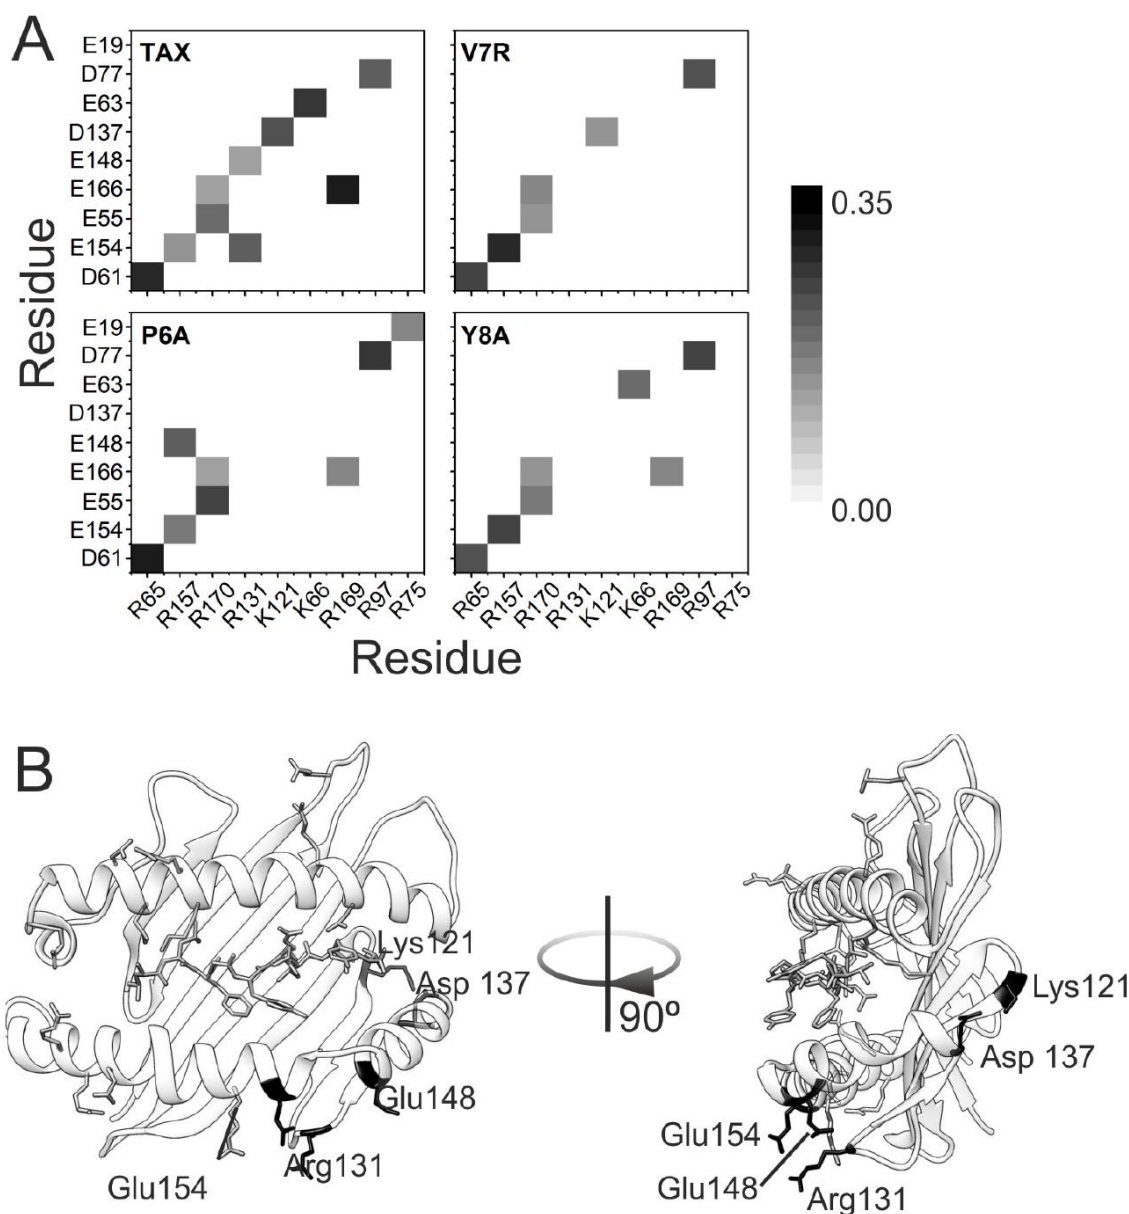 A
TAX
V7R
E19
D77
E63
D137
E148
E166
E55
E154
D61
P6A
Y8A
E19
D77
E63
D137
E148
E166
E55
E154
D61
R65
R157
R170
R131
K121
K66
R169
R97
R75
R65
R157
R170
R131
K121
K66
R169
R97
R75
Residue
Residue
0.35
0.00
B
Lys121
Asp 137
Glu148
Arg131
Glu154
90º
Lys121
Asp 137
Glu154
Glu148
Arg131